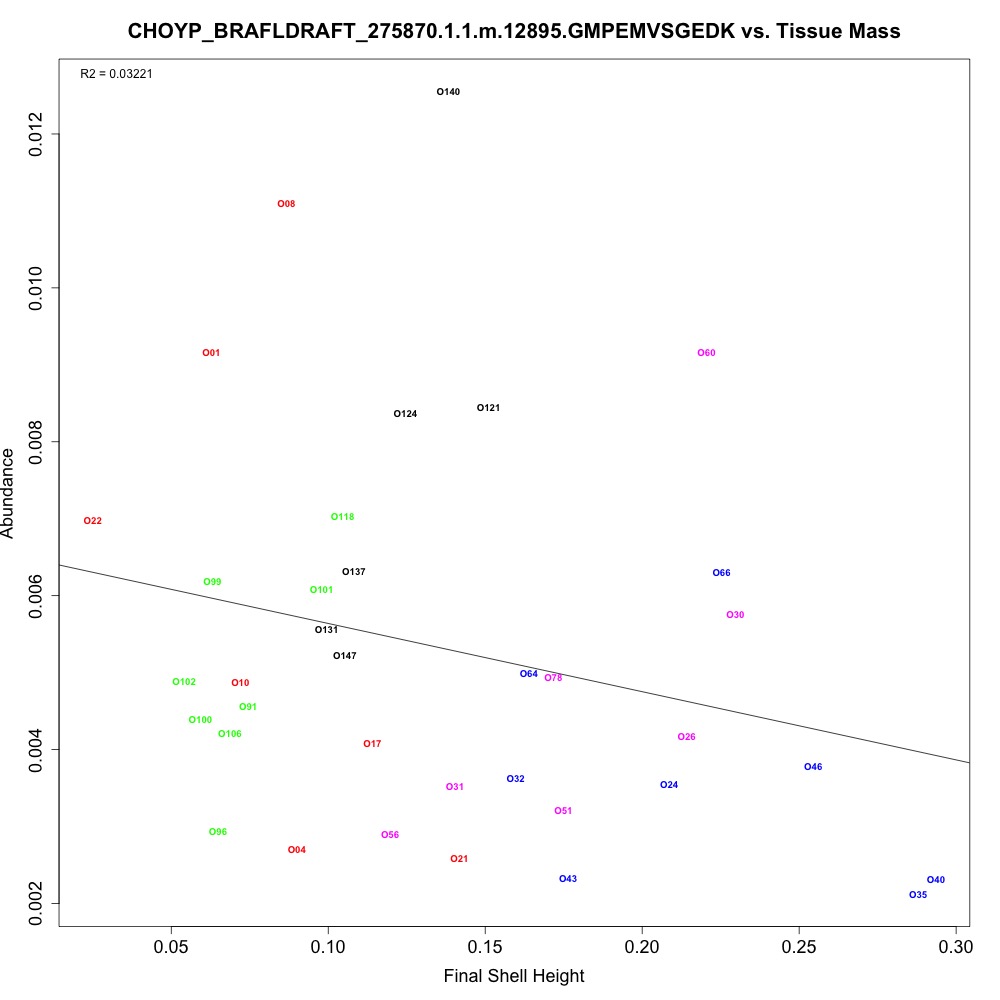 CHOYP_BRAFLDRAFT_275870.1.1.m.12895.GMPEMVSGEDK vs. Tissue Mass
R2 = 0.03221
O140
0.012
O08
0.010
O01
O60
O121
O124
0.008
Abundance
O118
O22
O137
O66
O99
O101
0.006
O30
O131
O147
O64
O78
O102
O10
O91
O100
O106
O26
O17
0.004
O46
O32
O24
O31
O51
O96
O56
O04
O21
O43
O40
O35
0.002
0.05 0.10 0.15 0.20 0.25 0.30
Final Shell Height